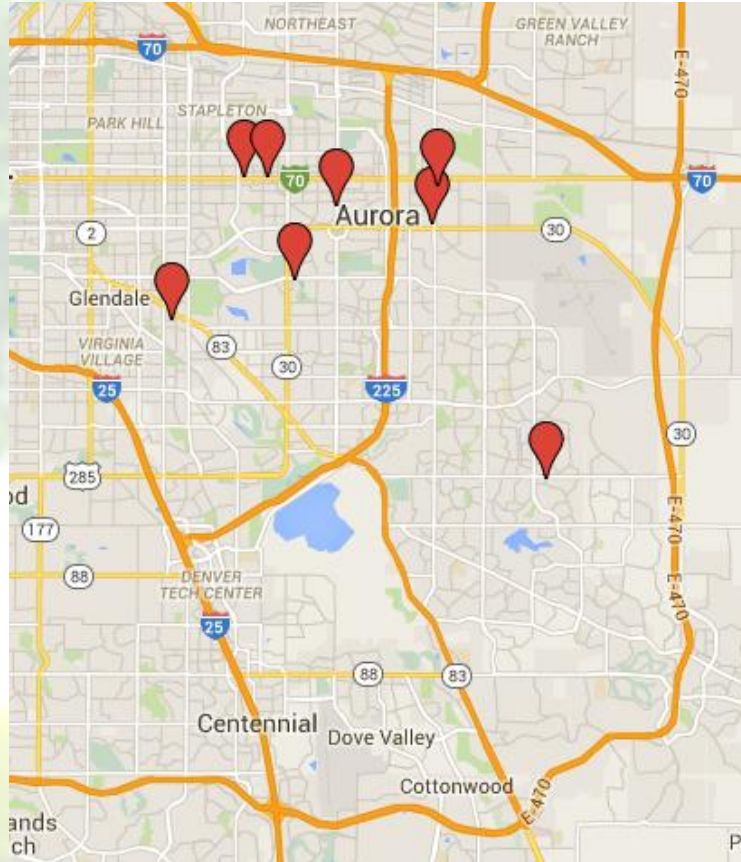 NORTHEAST
GREEN VALLEY
RANCH
70
E-470
STAPLETON
PARK HILL
70
70
Aurora
2
30
Glendale
83
VIRGINIA
VILLAGE
30
25
225
30
285
E-470
177
88
E-470
DENVER
TECH CENTER
25
88
83
Centennial
Dove Valley
Cottonwood
E-470
ands
ch
od
P